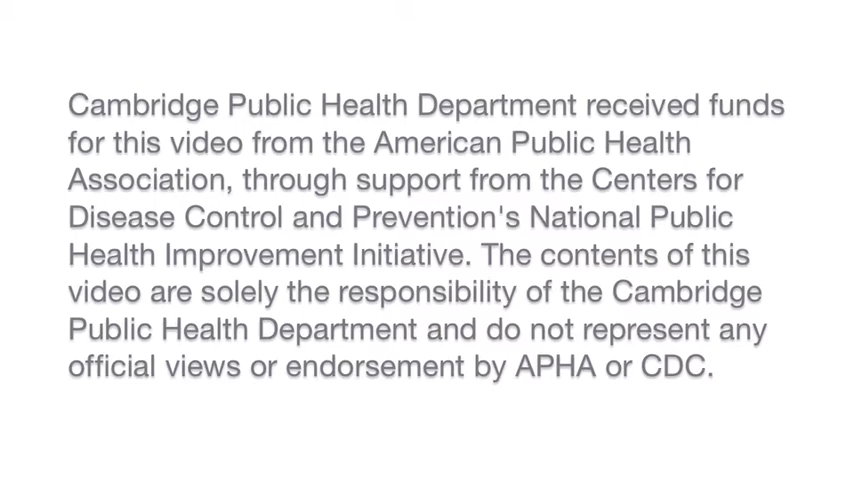 Cambridge Public Health Department received funds
for this video from the American Public Health
Association, through support from the Centers for
Disease Control and Prevention's National Public
Health Improvement Initiative. The contents of this
video are solely the responsibility of the Cambridge
Public Health Department and do not represent any
official views or endorsement by APHA or CDC.